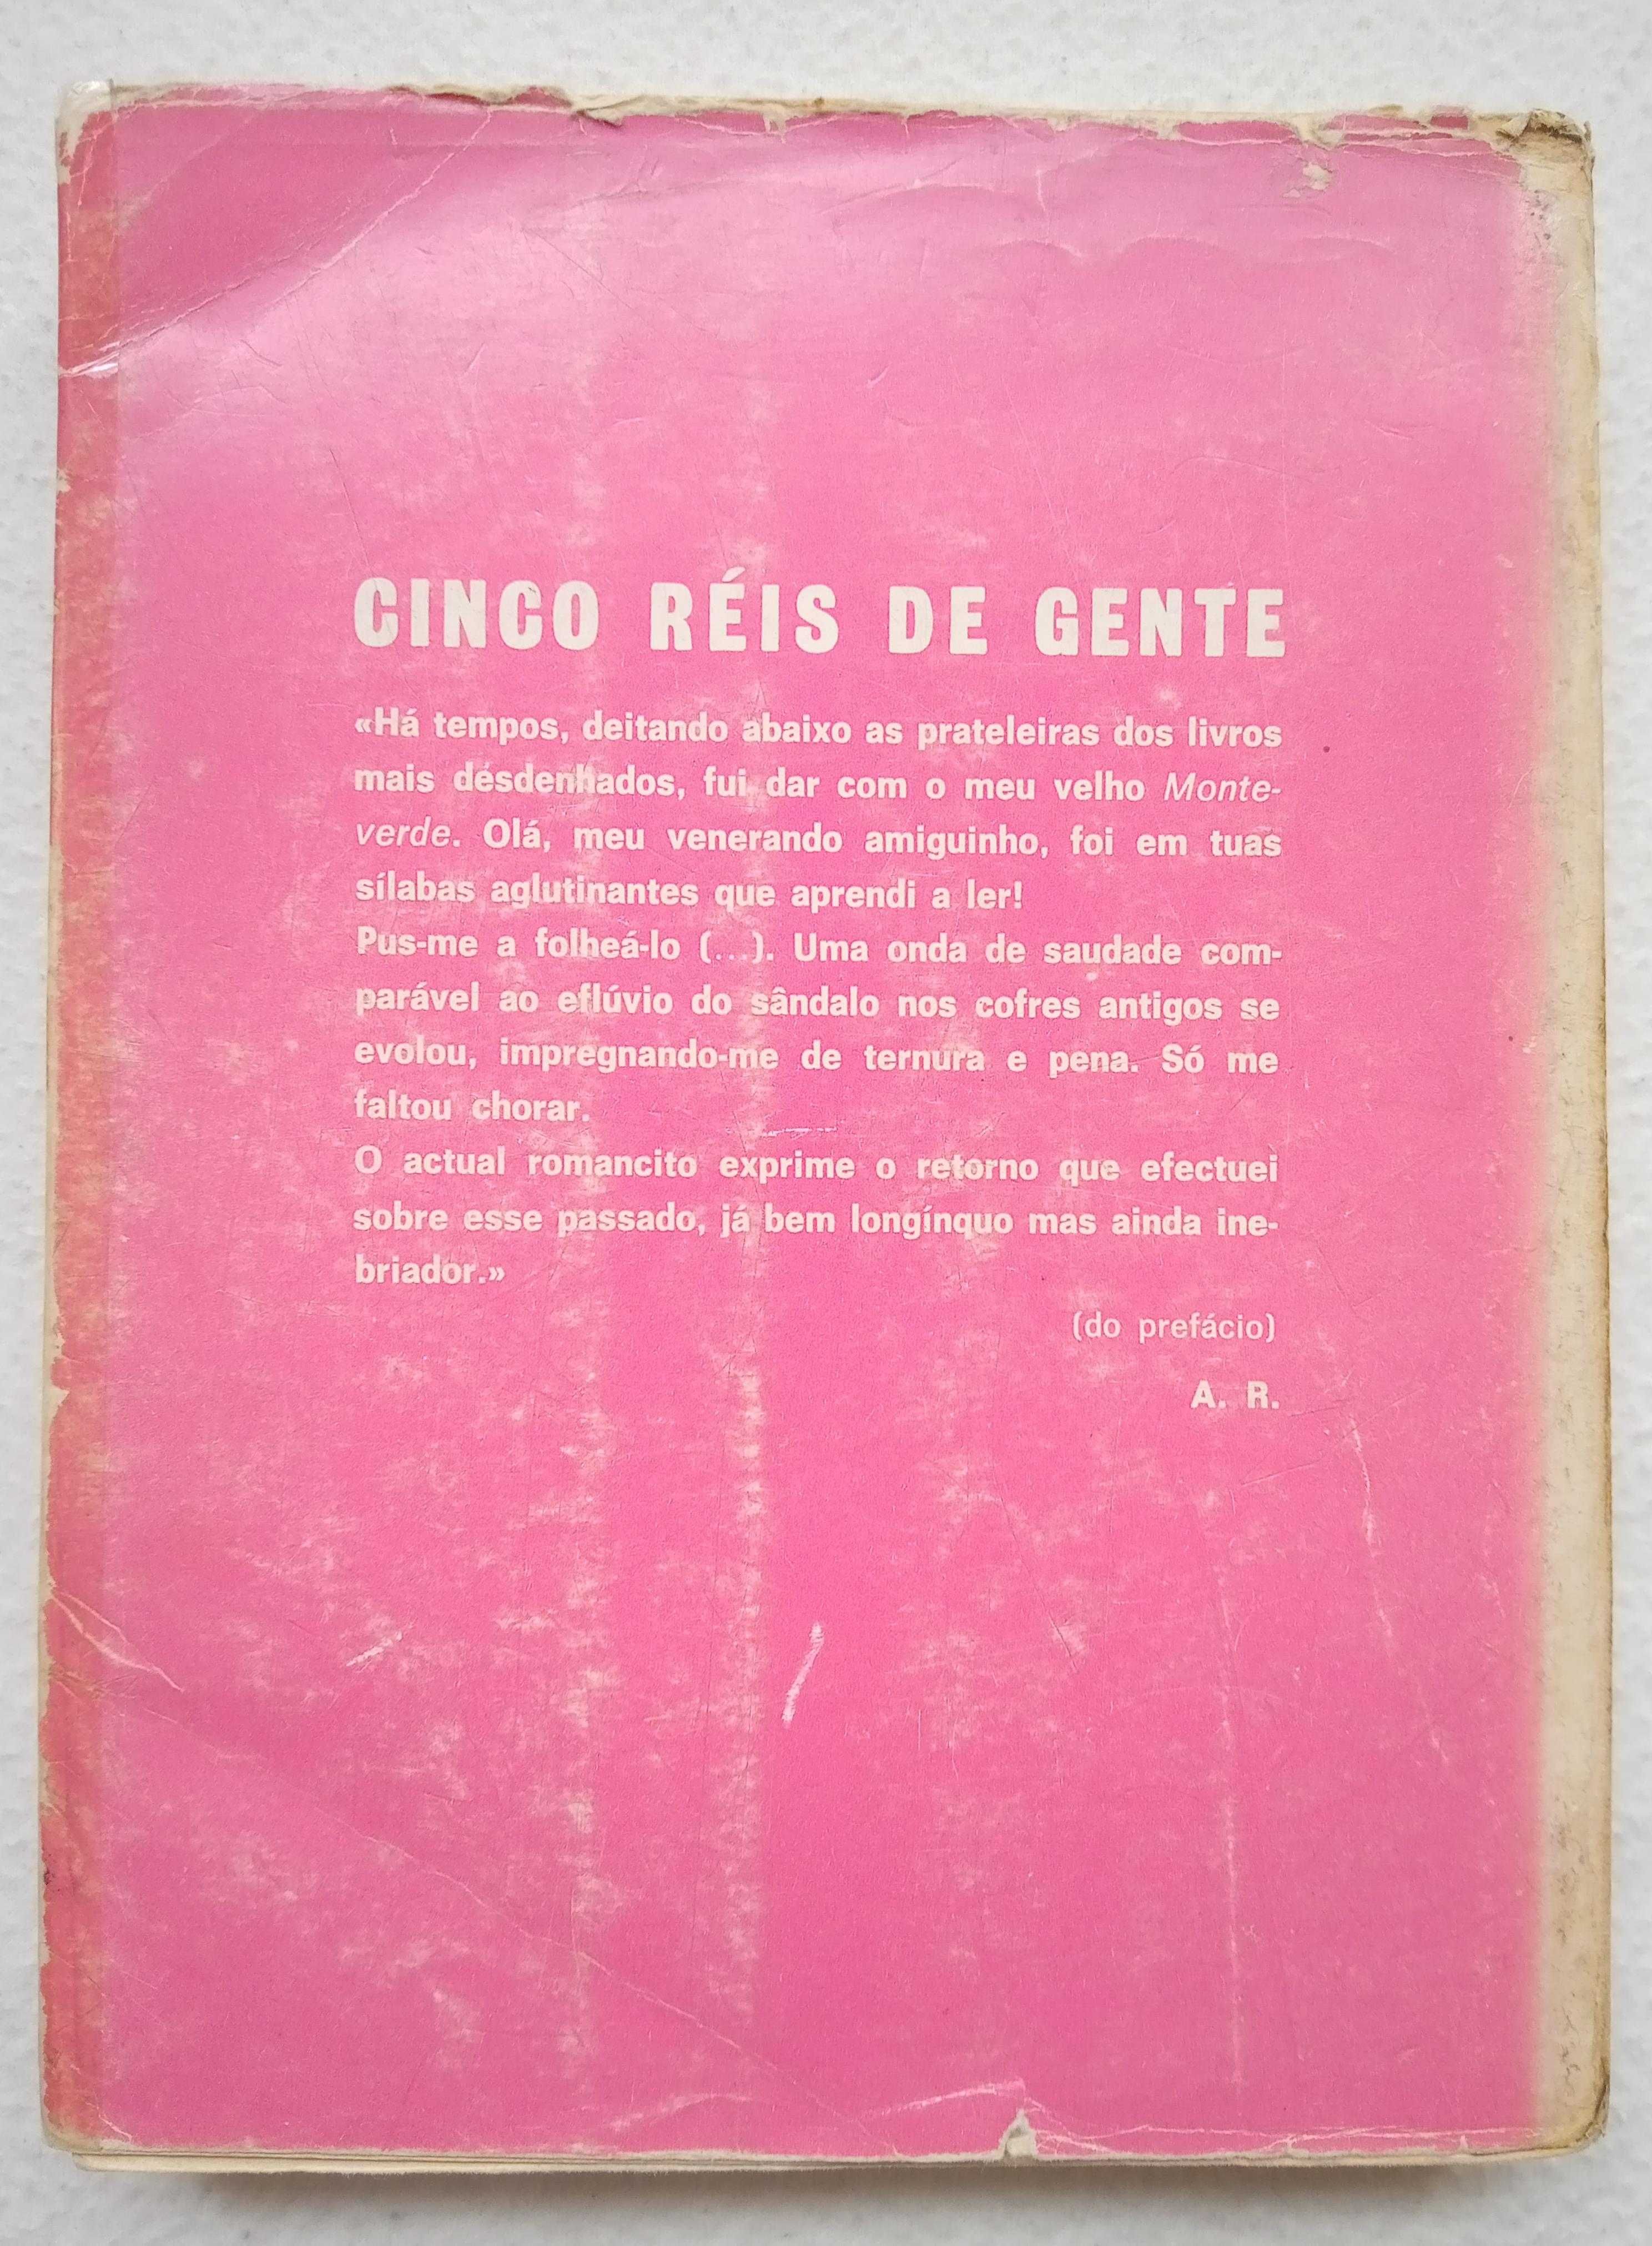 CINCO RÉIS DE GENTE
«Há tempos, deitando abaixo as prateleiras dos livros
mais desdenhados, fui dar com o meu velho Monte-
verde. Olá, meu venerando amiguinho, foi em tuas
sílabas aglutinantes que aprendi a ler!
Pus-me a folheá-lo (...). Uma onda de saudade com-
parável ao eflúvio do sândalo nos cofres antigos se
evolou, impregnando-me de ternura e pena. Só me
faltou chorar.
O actual romancito exprime o retorno que efectuei
sobre esse passado, já bem longínquo mas ainda ine-
briador.»
(do prefácio)
A. R.